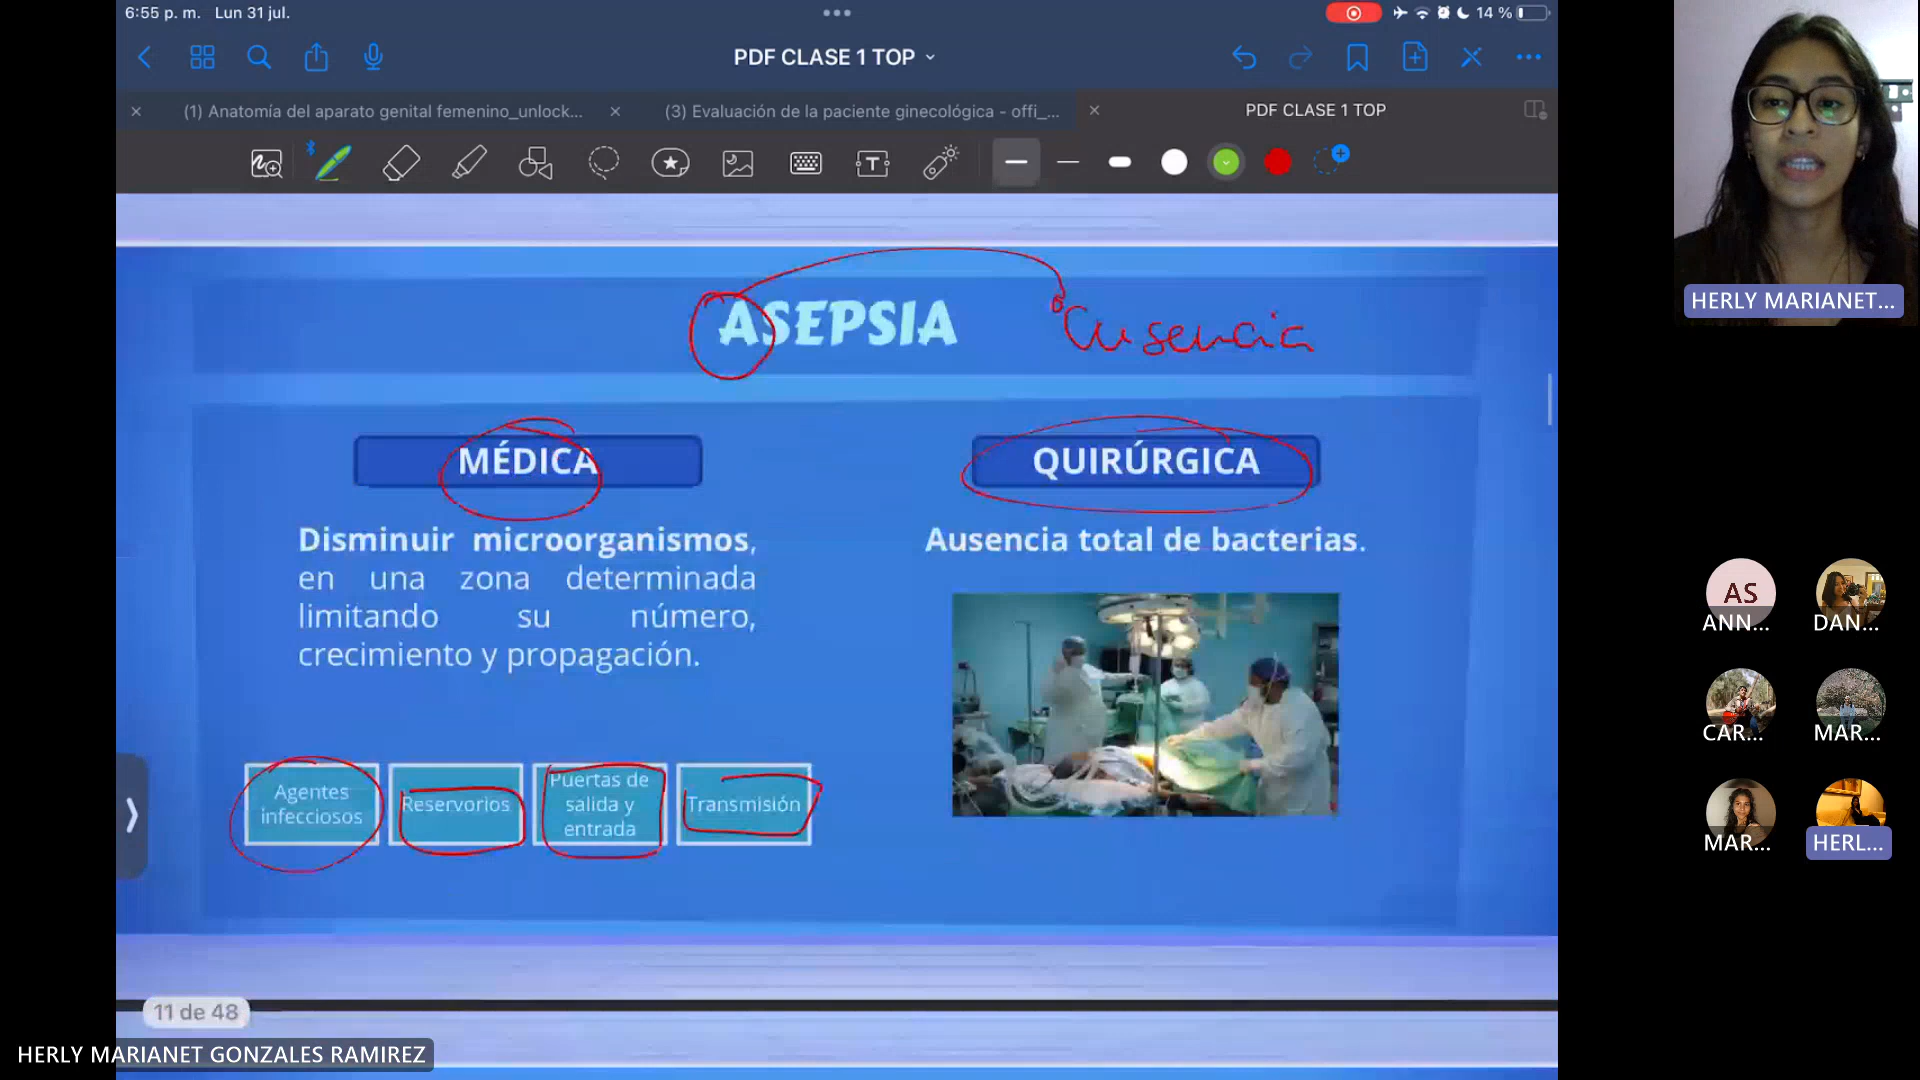 6:55 p. m. Lun 31 jul.
14 %
PDF CLASE 1 TOP
(1) Anatomía del aparato genital femenino_unlock...
(3) Evaluación de la paciente ginecológica - offi_...
PDF CLASE 1 TOP
HERLY MARIANET...
ASEPSIA
ausencia
MÉDICA
QUIRÚRGICA
Disminuir microorganismos,
en una zona determinada
limitando su número,
crecimiento y propagación.
Ausencia total de bacterias.
Agentes
infecciosos
Reservorios
Puertas de
salida y
entrada
Transmisión
AS
ANN...
DAN...
CAR...
MAR...
MAR...
HERL...
11 de 48
HERLY MARIANET GONZALES RAMIREZ